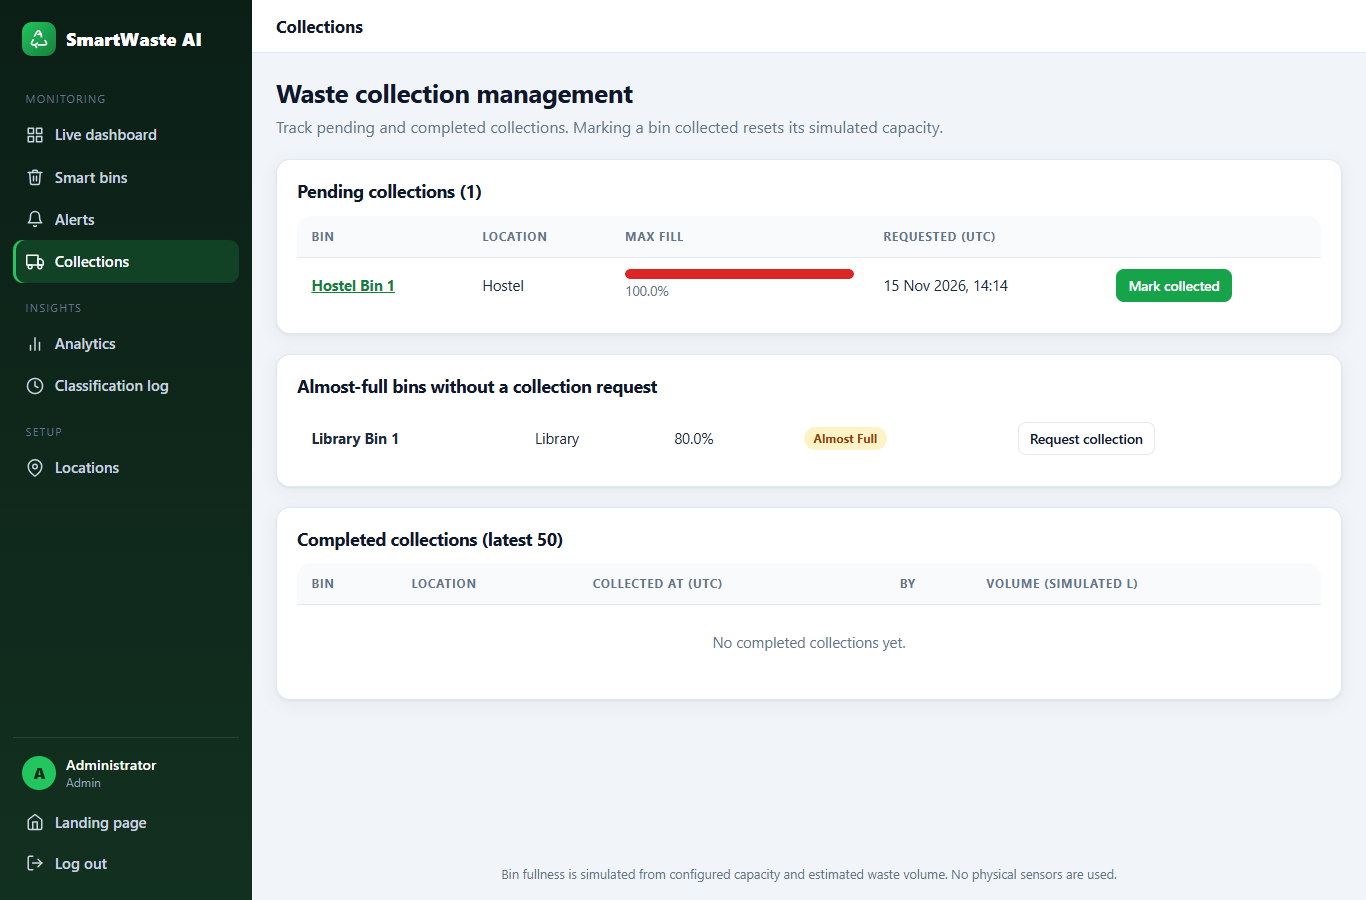 SmartWaste AI
MONITORING
Live dashboard
Smart bins
Alerts
Collections
INSIGHTS
Analytics
Classification log
SETUP
Locations
A
Administrator
Admin
Landing page
Log out
Collections
Waste collection management
Track pending and completed collections. Marking a bin collected resets its simulated capacity.
Pending collections (1)
BIN LOCATION MAX FILL REQUESTED (UTC)
Hostel Bin 1 Hostel 100.0% 15 Nov 2026, 14:14 Mark collected
Almost-full bins without a collection request
Library Bin 1 Library 80.0% Almost Full Request collection
Completed collections (latest 50)
BIN LOCATION COLLECTED AT (UTC) BY VOLUME (SIMULATED L)
No completed collections yet.
Bin fullness is simulated from configured capacity and estimated waste volume. No physical sensors are used.